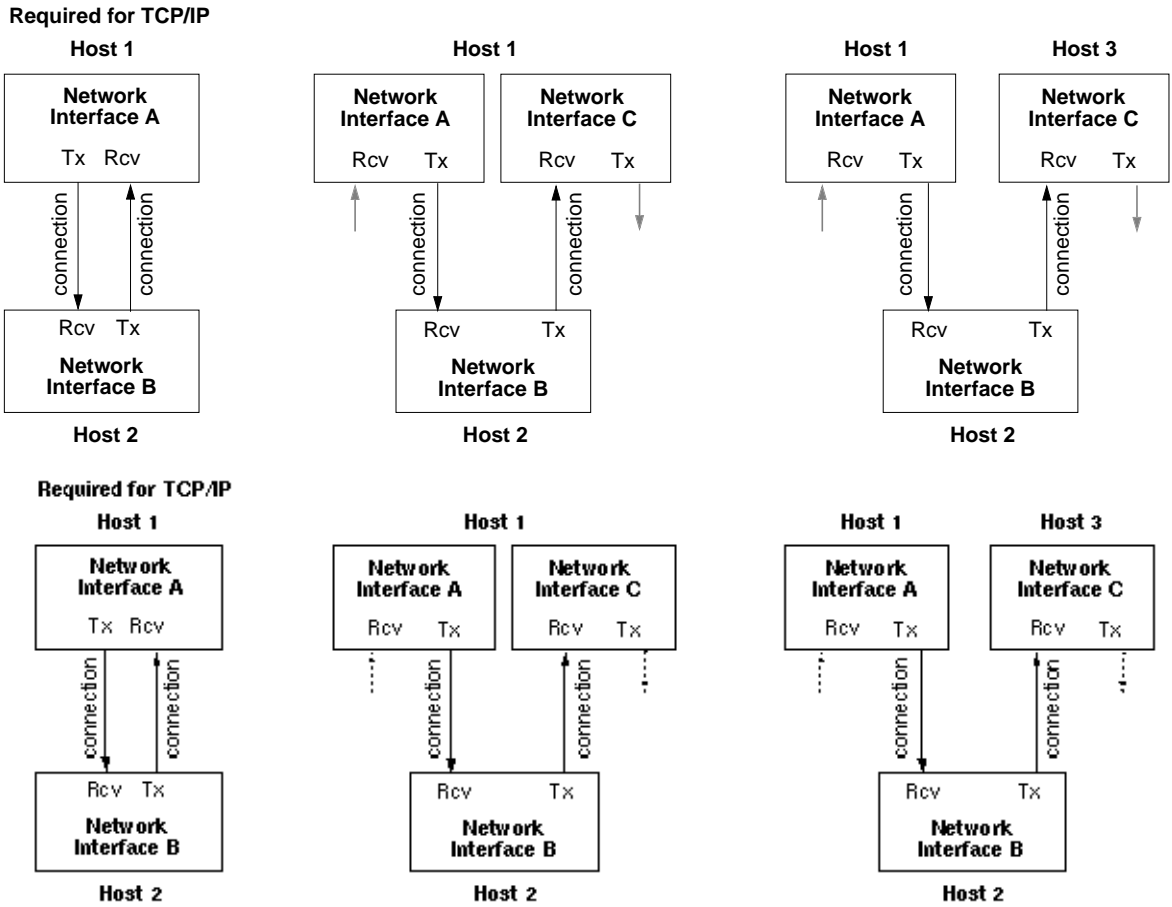 Required for TCP/IP
Host 1
Host 1
Host 1
Host 3
Network
Interface A
Tx Rcv
Network
Interface A
Rcv Tx
Network
Interface C
Rcv Tx
Network
Interface A
Rcv Tx
Network
Interface C
Rcv Tx
connection
connection
connection
connection
connection
connection
Rcv Tx
Network
Interface B
Rcv Tx
Network
Interface B
Rcv Tx
Network
Interface B
Host 2
Host 2
Host 2
Required for TCP/IP
Host 1
Host 1
Host 1
Host 3
Network
Interface A
Tx Rcv
Network
Interface A
Rcv Tx
Network
Interface C
Rcv Tx
Network
Interface A
Rcv Tx
Network
Interface C
Rcv Tx
connection
connection
connection
connection
connection
connection
Rcv Tx
Network
Interface B
Rcv Tx
Network
Interface B
Rcv Tx
Network
Interface B
Host 2
Host 2
Host 2